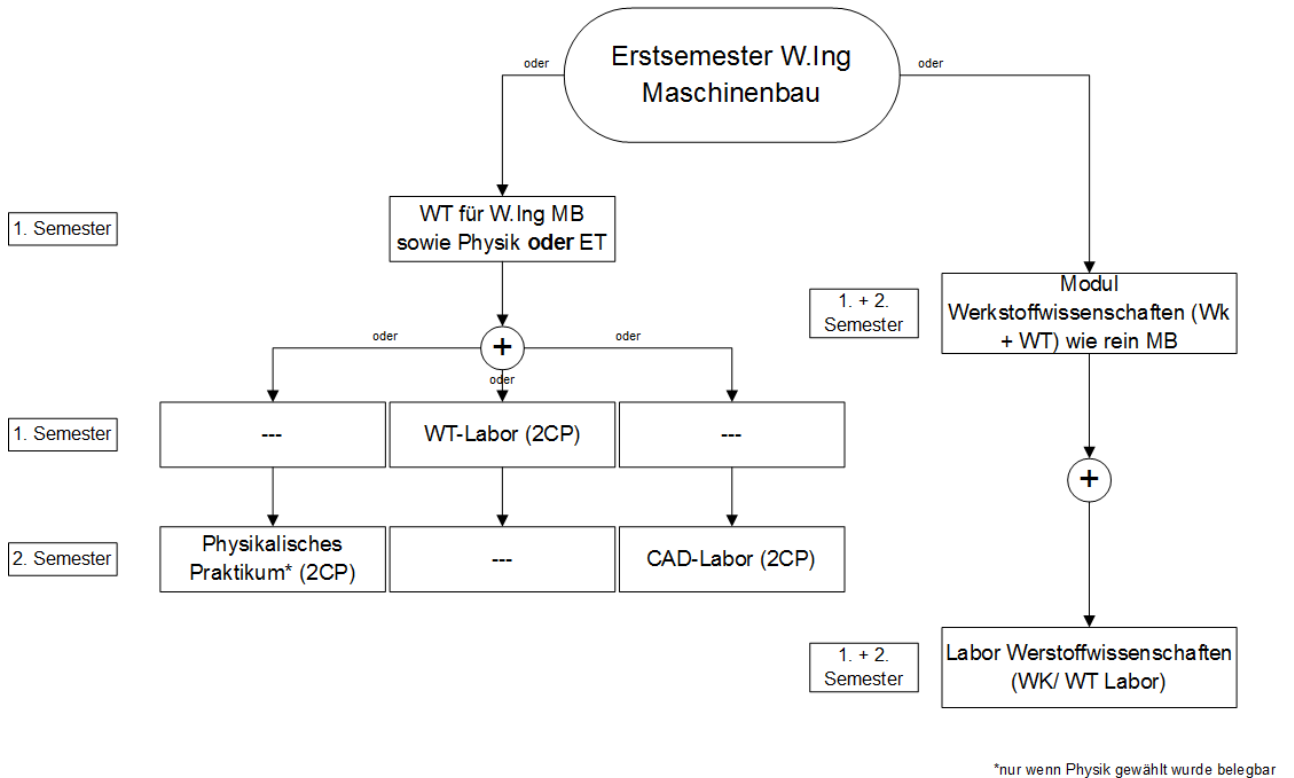 Erstsemester W.Ing
Maschinenbau
oder
oder
1. Semester
WT für W.Ing MB
sowie Physik oder ET
1. + 2.
Semester
Modul
Werkstoffwissenschaften (Wk
+ WT) wie rein MB
oder
+
oder
oder
1. Semester
---
WT-Labor (2CP)
---
+
2. Semester
Physikalisches
Praktikum* (2CP)
---
CAD-Labor (2CP)
1. + 2.
Semester
Labor Werstoffwissenschaften
(WK/ WT Labor)
*nur wenn Physik gewählt wurde belegbar